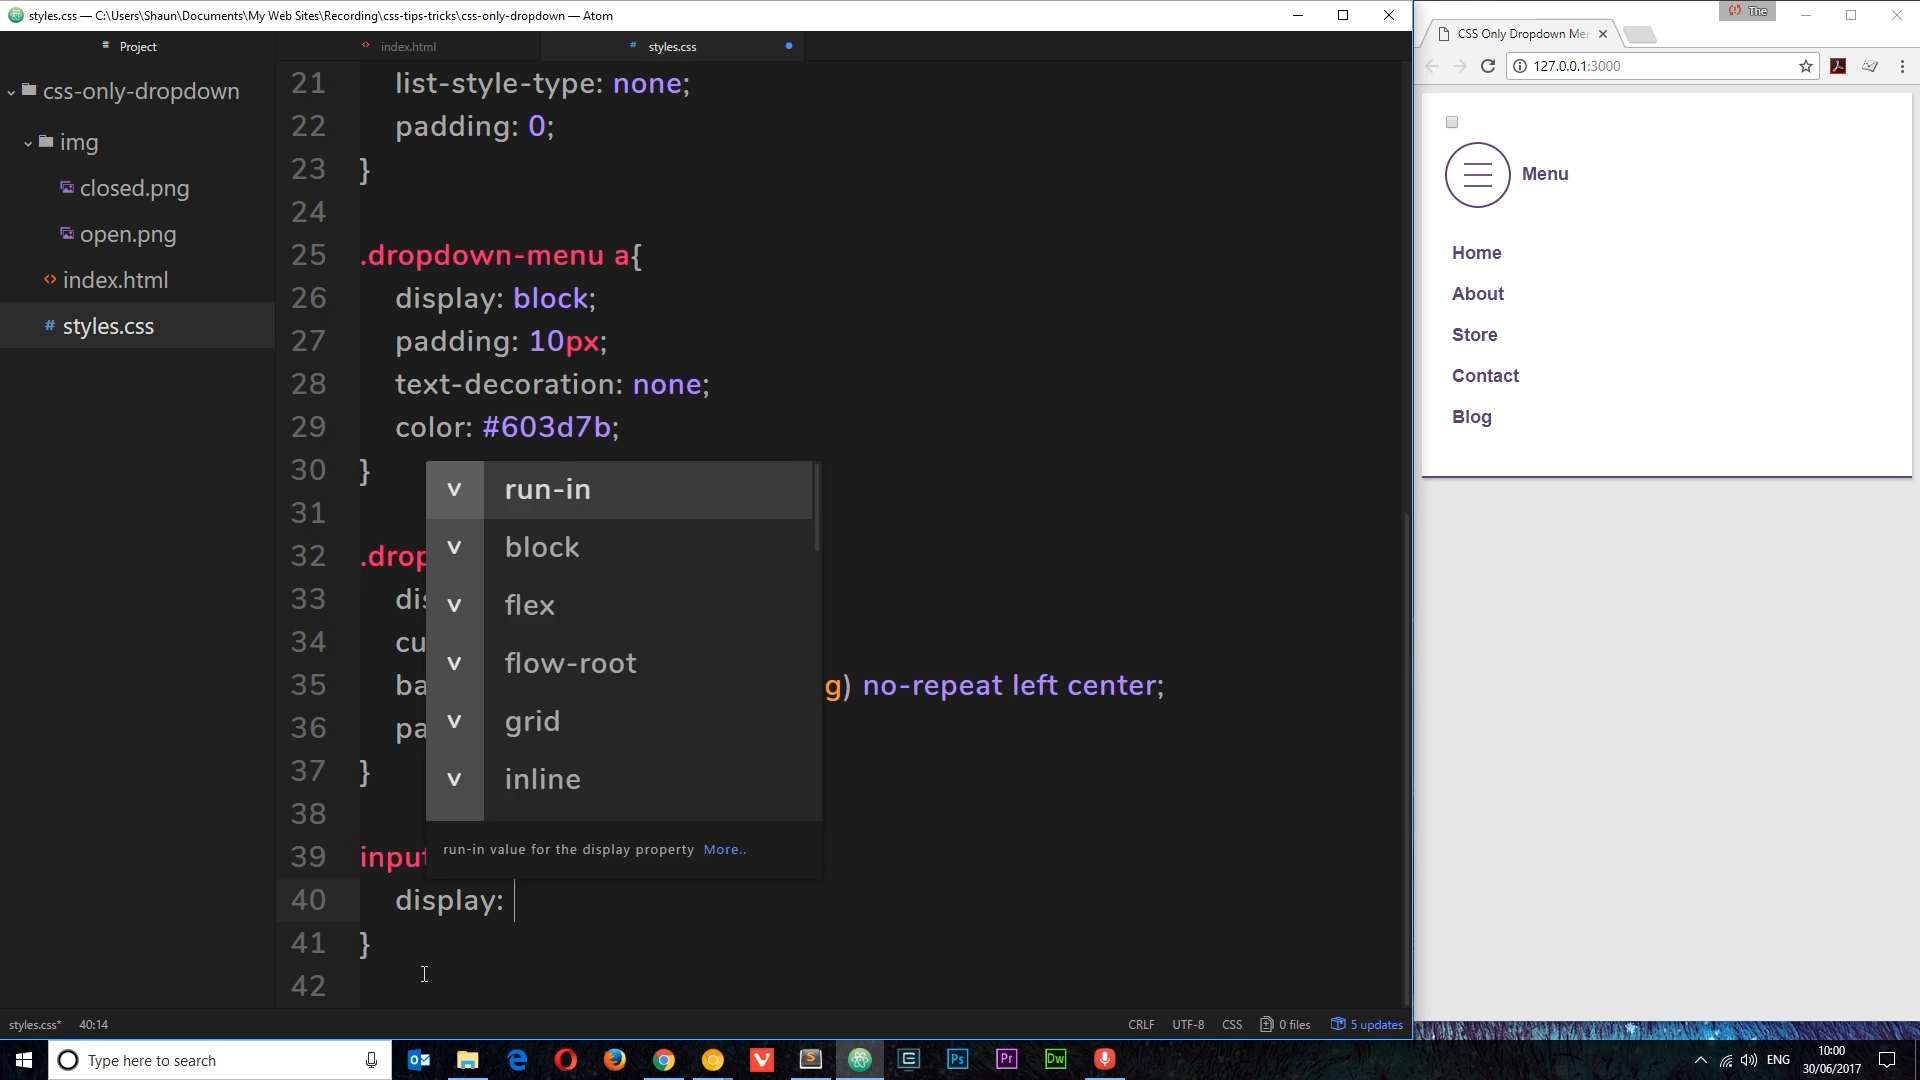 styles.css — C:\Users\Shaun\Documents\My Web Sites\Recording\css-tips-tricks\css-only-dropdown — Atom
Project
index.html
styles.css
css-only-dropdown
img
closed.png
open.png
index.html
styles.css
21 list-style-type: none;
22 padding: 0;
23 }
24
25 .dropdown-menu a{
26 display: block;
27 padding: 10px;
28 text-decoration: none;
29 color: #603d7b;
30 }
31
32 .drop
33 dis
34 cu
35 ba g) no-repeat left center;
36 pa
37 }
38
39 input
40 display:
41 }
42
v run-in
v block
v flex
v flow-root
v grid
v inline
run-in value for the display property More..
styles.css* 40:14
CRLF UTF-8 CSS 0 files 5 updates
The
CSS Only Dropdown Me
127.0.0.1:3000
Menu
Home
About
Store
Contact
Blog
Type here to search
Ps
Pr
Dw
ENG
10:00
30/06/2017